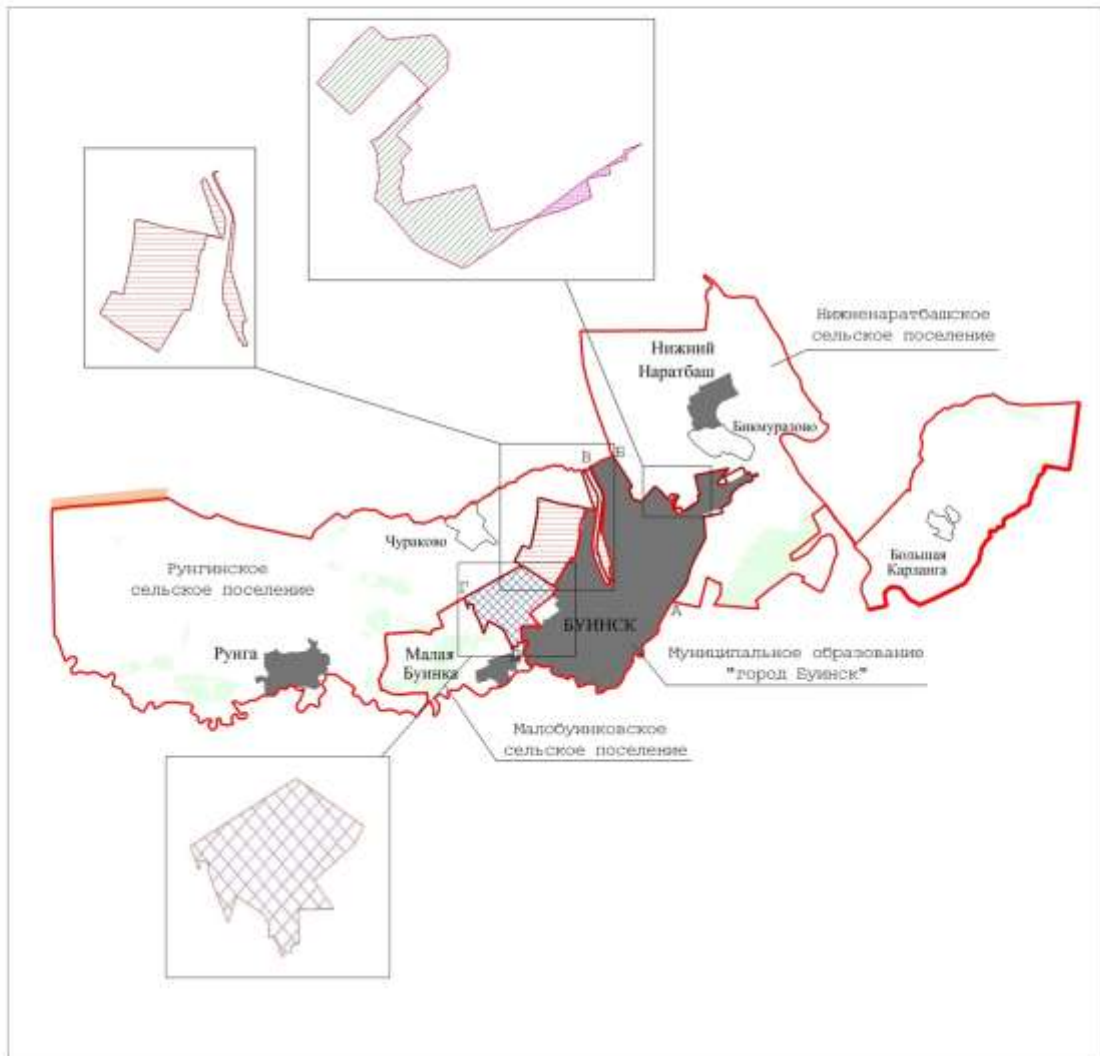 Нижненаратбашское
сельское поселение
Нижний
Наратбаш
Бикмуразово
В
Б
Чураково
Большая
Карланга
Рунгинское
сельское поселение
Г
А
БУИНСК
Рунга
Малая
Буинка
Муниципальное образование
"город Буинск"
Малобуинковское
сельское поселение